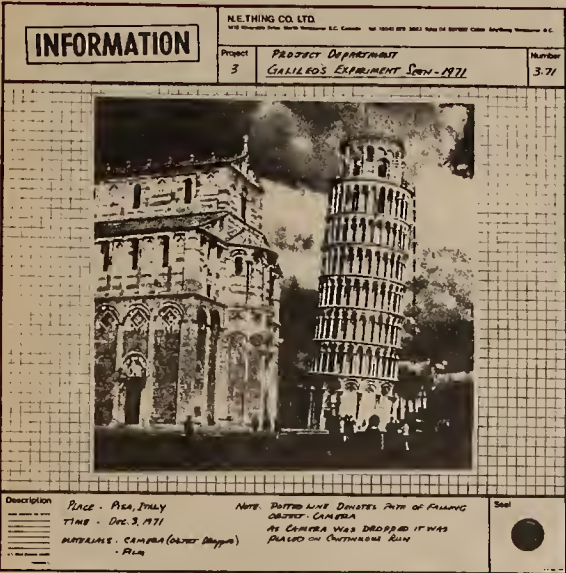 INFORMATION
N.E.THING CO. LTD.
Project
3
PROJECT DEPARTMENT
GALILEO'S EXPERIMENT SEEN-1971
Number
3.71
Description
PLACE - PISA, ITALY
TIME - DEC. 3, 1971
MATERIALS - CAMERA (OBJECT DROPPED)
- FILM
NOTE. DOTTED LINE DENOTES PATH OF FALLING
OBJECT - CAMERA
AS CAMERA WAS DROPPED IT WAS
PLACED ON CONTINUOUS RUN
Seal